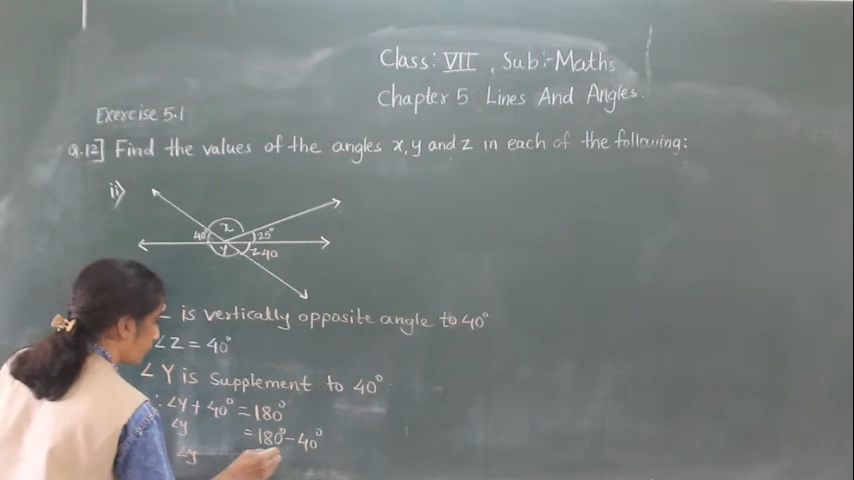 Class: VII, Sub:- Maths
Chapter 5 Lines And Angles.
Exercise 5.1
Q.12] Find the values of the angles x, y and z in each of the following:
ii)
x
40° 25°
y z 40
is vertically opposite angle to 40°
∠Z = 40°
∠Y is Supplement to 40°.
∴ ∠Y + 40° = 180°
∠y = 180° - 40°
∠y